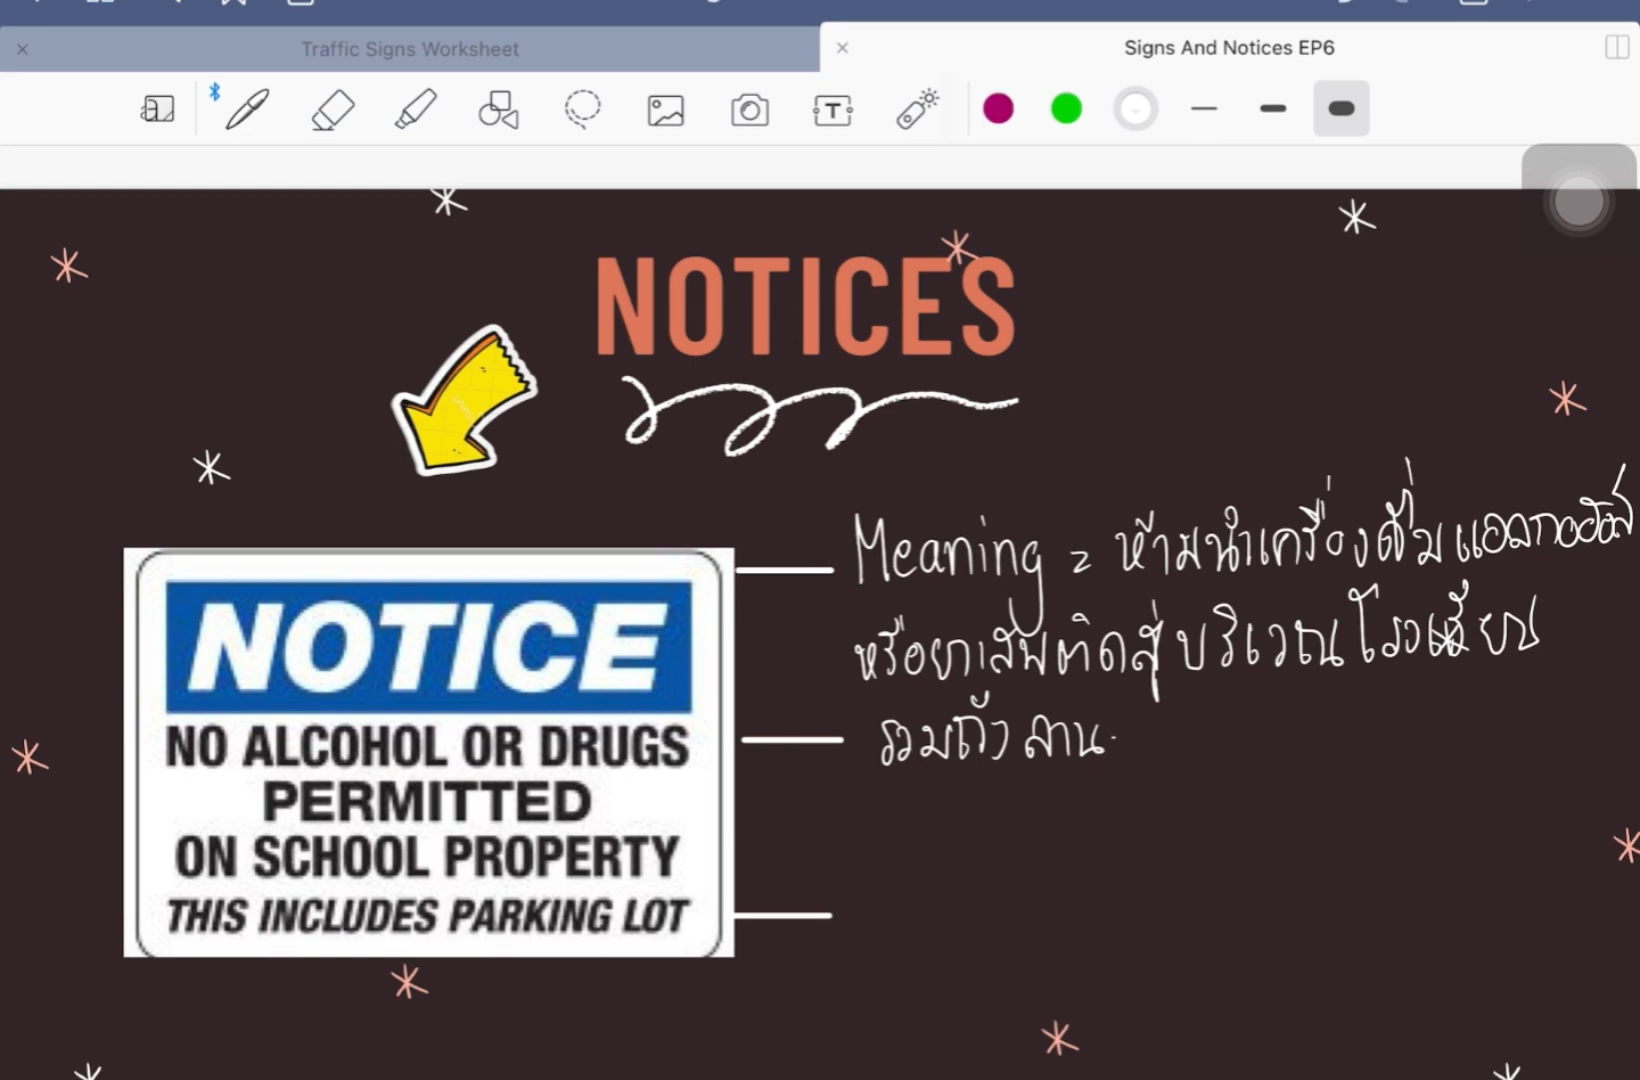 Traffic Signs Worksheet
Signs And Notices EP6
NOTICES
NOTICE
NO ALCOHOL OR DRUGS
PERMITTED
ON SCHOOL PROPERTY
THIS INCLUDES PARKING LOT
Meaning = ห้ามนำเครื่องดื่มแอลกอฮอล์
หรือยาเสพติดสู่บริเวณโรงเรียน
รวมถึงลาน